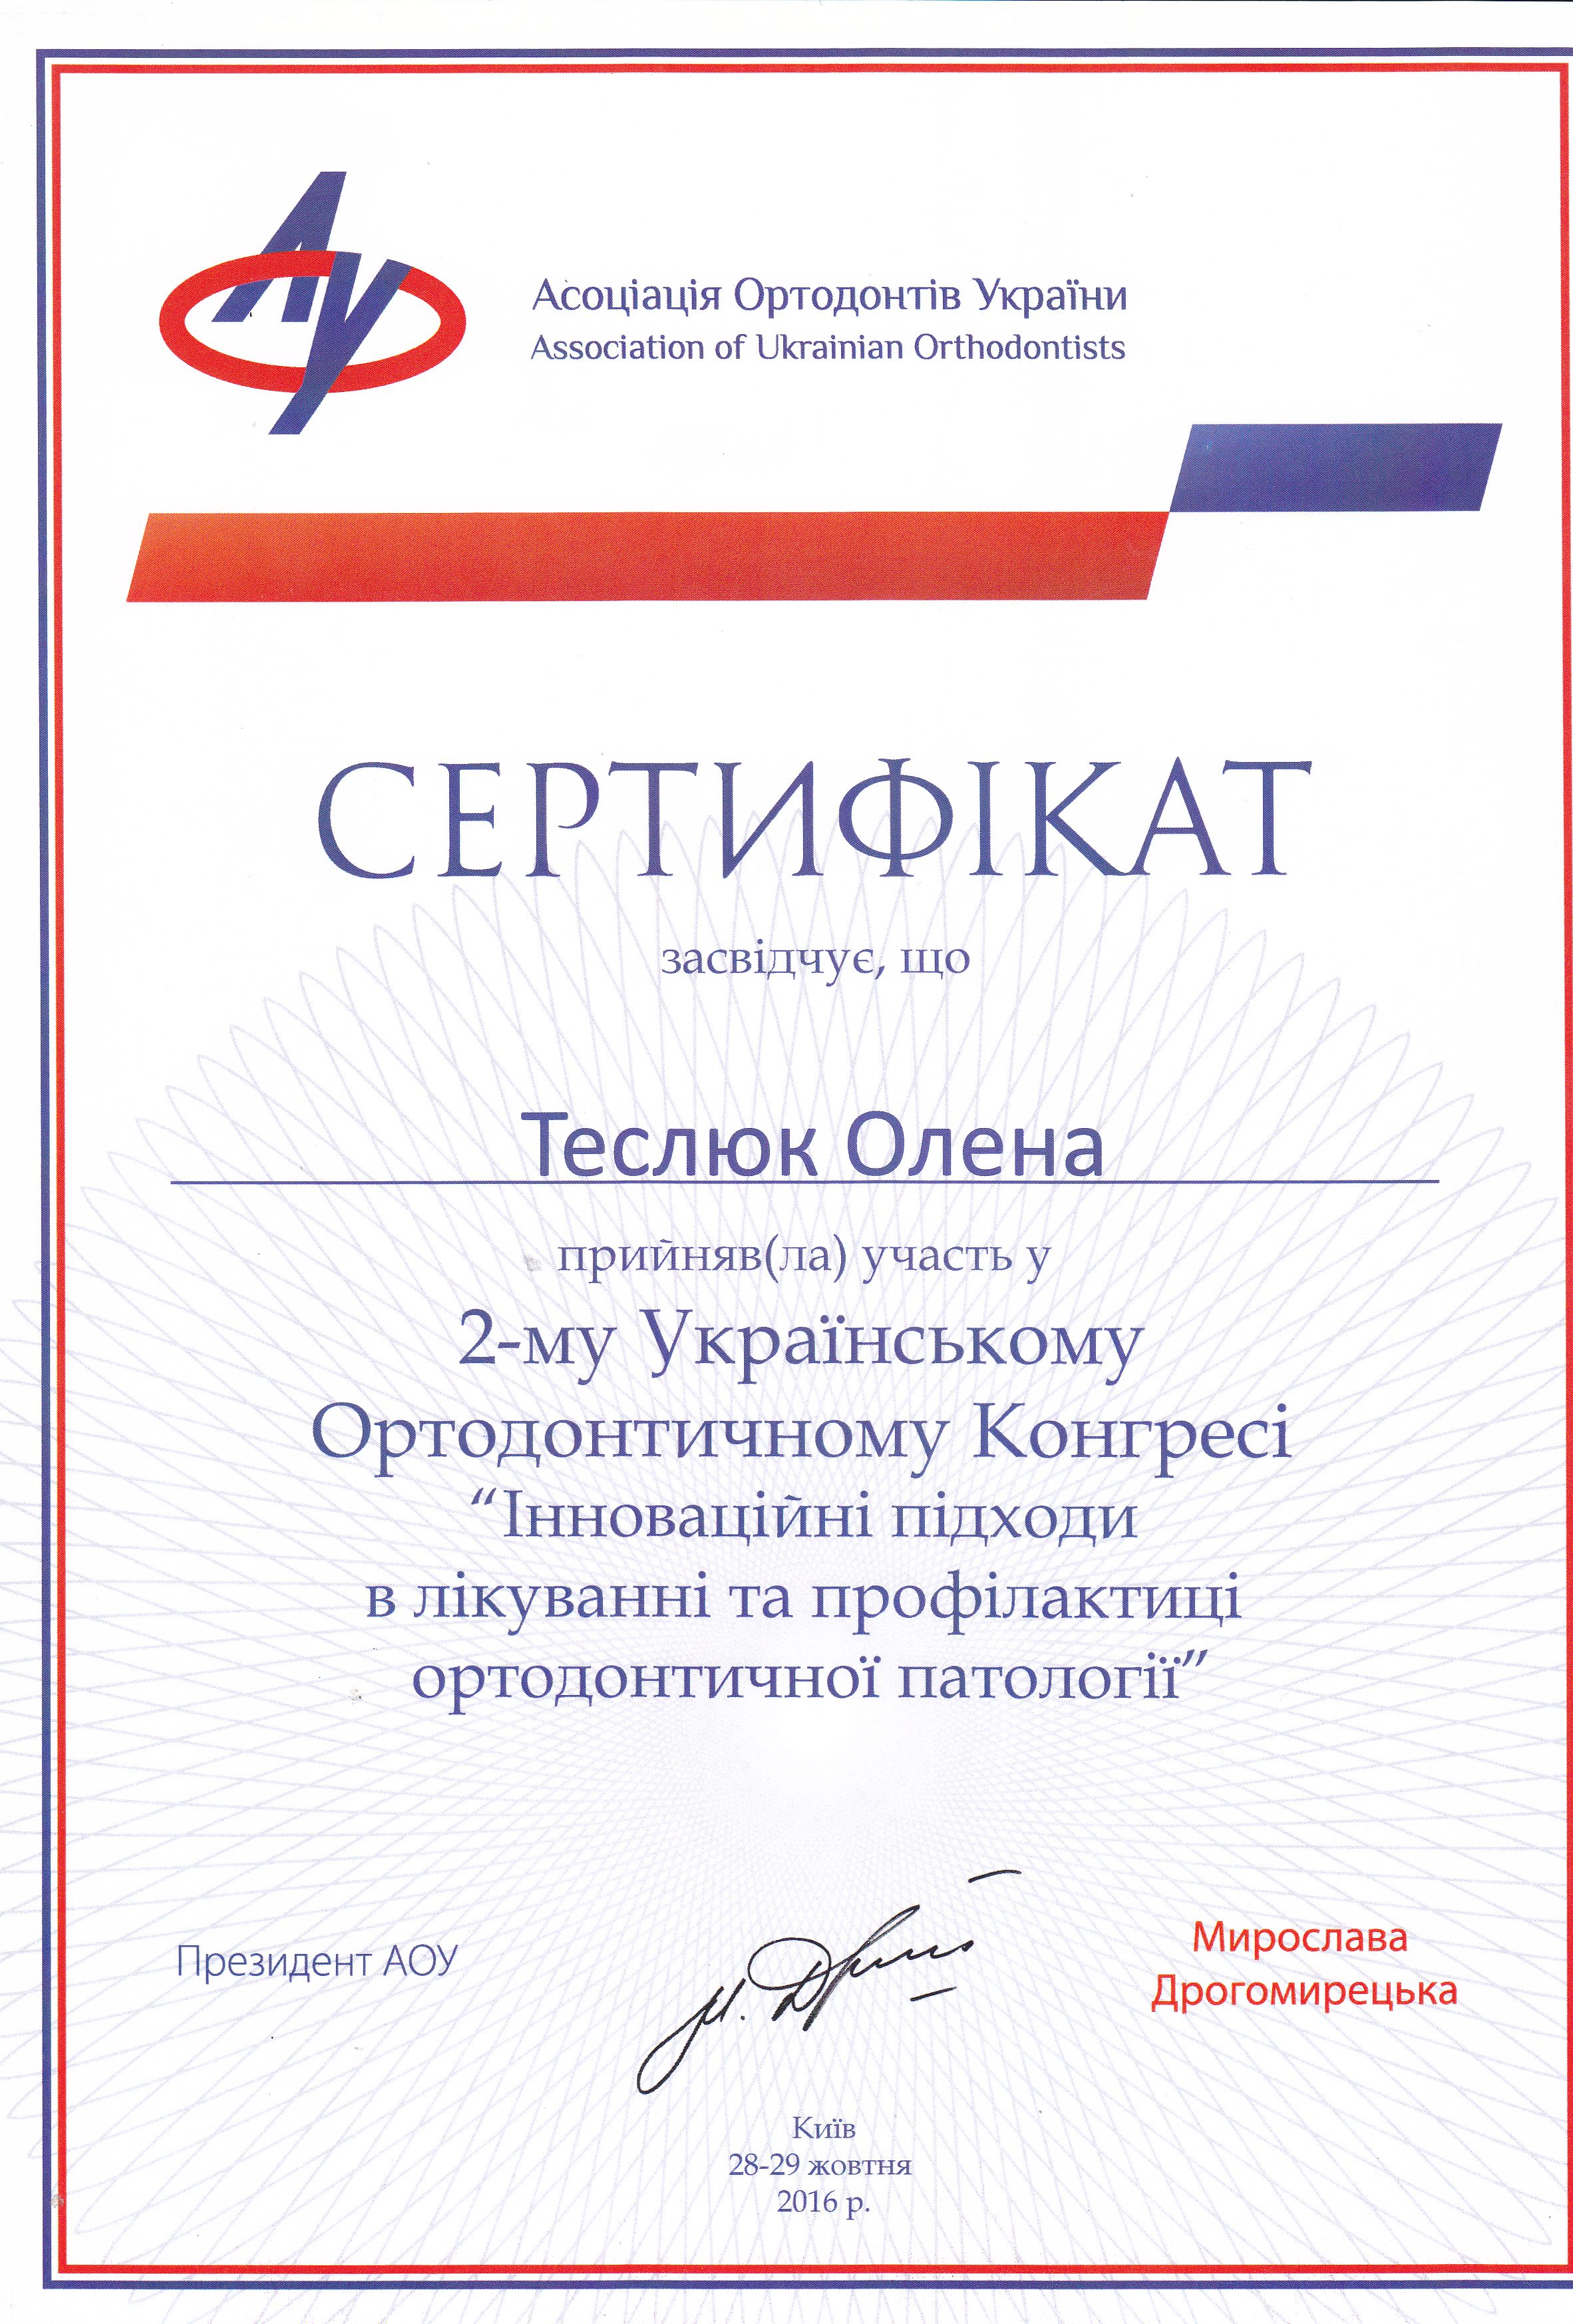 АУ
Асоціація Ортодонтів України
Association of Ukrainian Orthodontists
СЕРТИФІКАТ
засвідчує, що
Теслюк Олена
прийняв(ла) участь у
2-му Українському
Ортодонтичному Конгресі
“Інноваційні підходи
в лікуванні та профілактиці
ортодонтичної патології”
Президент АОУ
Мирослава
Дрогомирецька
Київ
28-29 жовтня
2016 р.